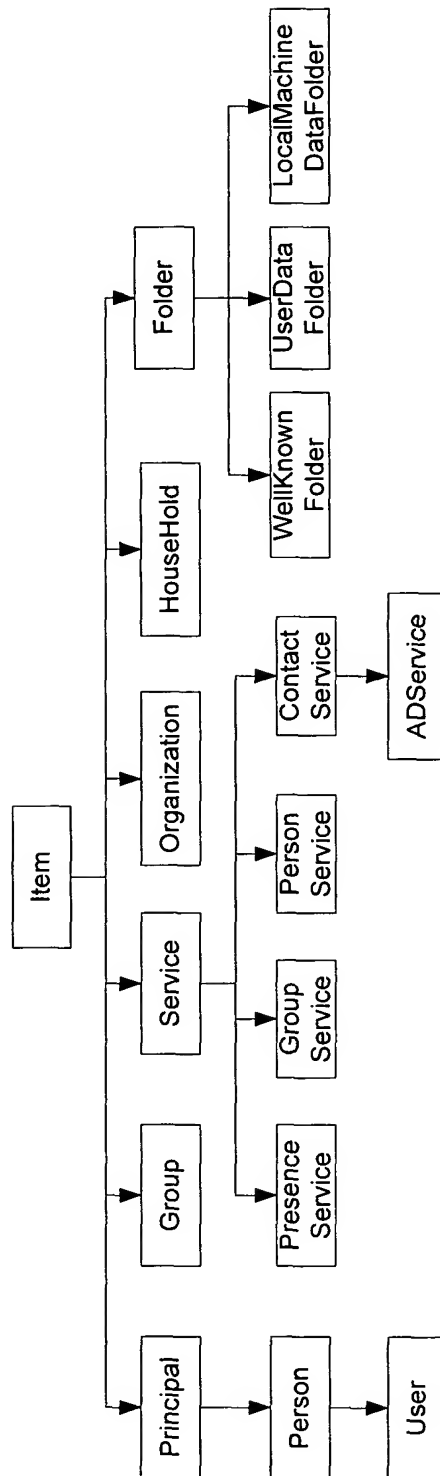 Item
Principal
Group
Service
Organization
HouseHold
Folder
Person
Presence
Service
Group
Service
Person
Service
Contact
Service
WellKnown
Folder
UserData
Folder
LocalMachine
DataFolder
User
ADService